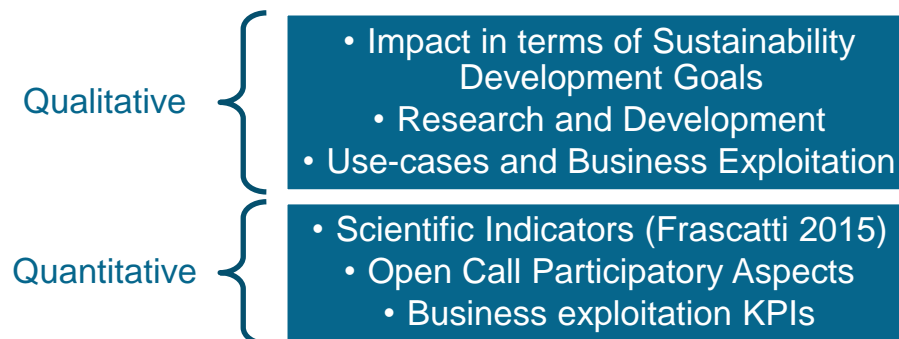 Qualitative
• Impact in terms of Sustainability
Development Goals
• Research and Development
• Use-cases and Business Exploitation
Quantitative
• Scientific Indicators (Frascatti 2015)
• Open Call Participatory Aspects
• Business exploitation KPIs